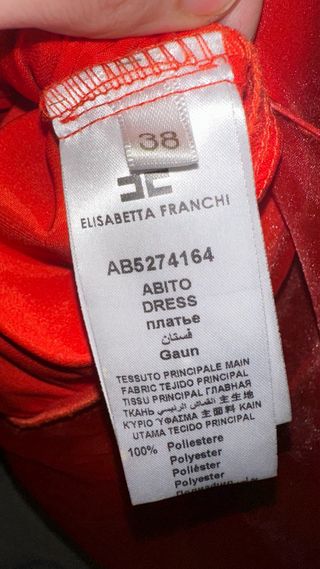 38
ELISABETTA FRANCHI
AB5274164
ABITO
DRESS
платье
فستان
Gaun
TESSUTO PRINCIPALE MAIN
FABRIC TEJIDO PRINCIPAL
TISSU PRINCIPAL ГЛАВНАЯ
ТКАНЬ القماش الرئيسي 主生地
ΚΥΡΙΟ ΥΦΑΣΜΑ 主面料 KAIN
UTAMA TECIDO PRINCIPAL
100% Poliestere
Polyester
Poliéster
Polyester